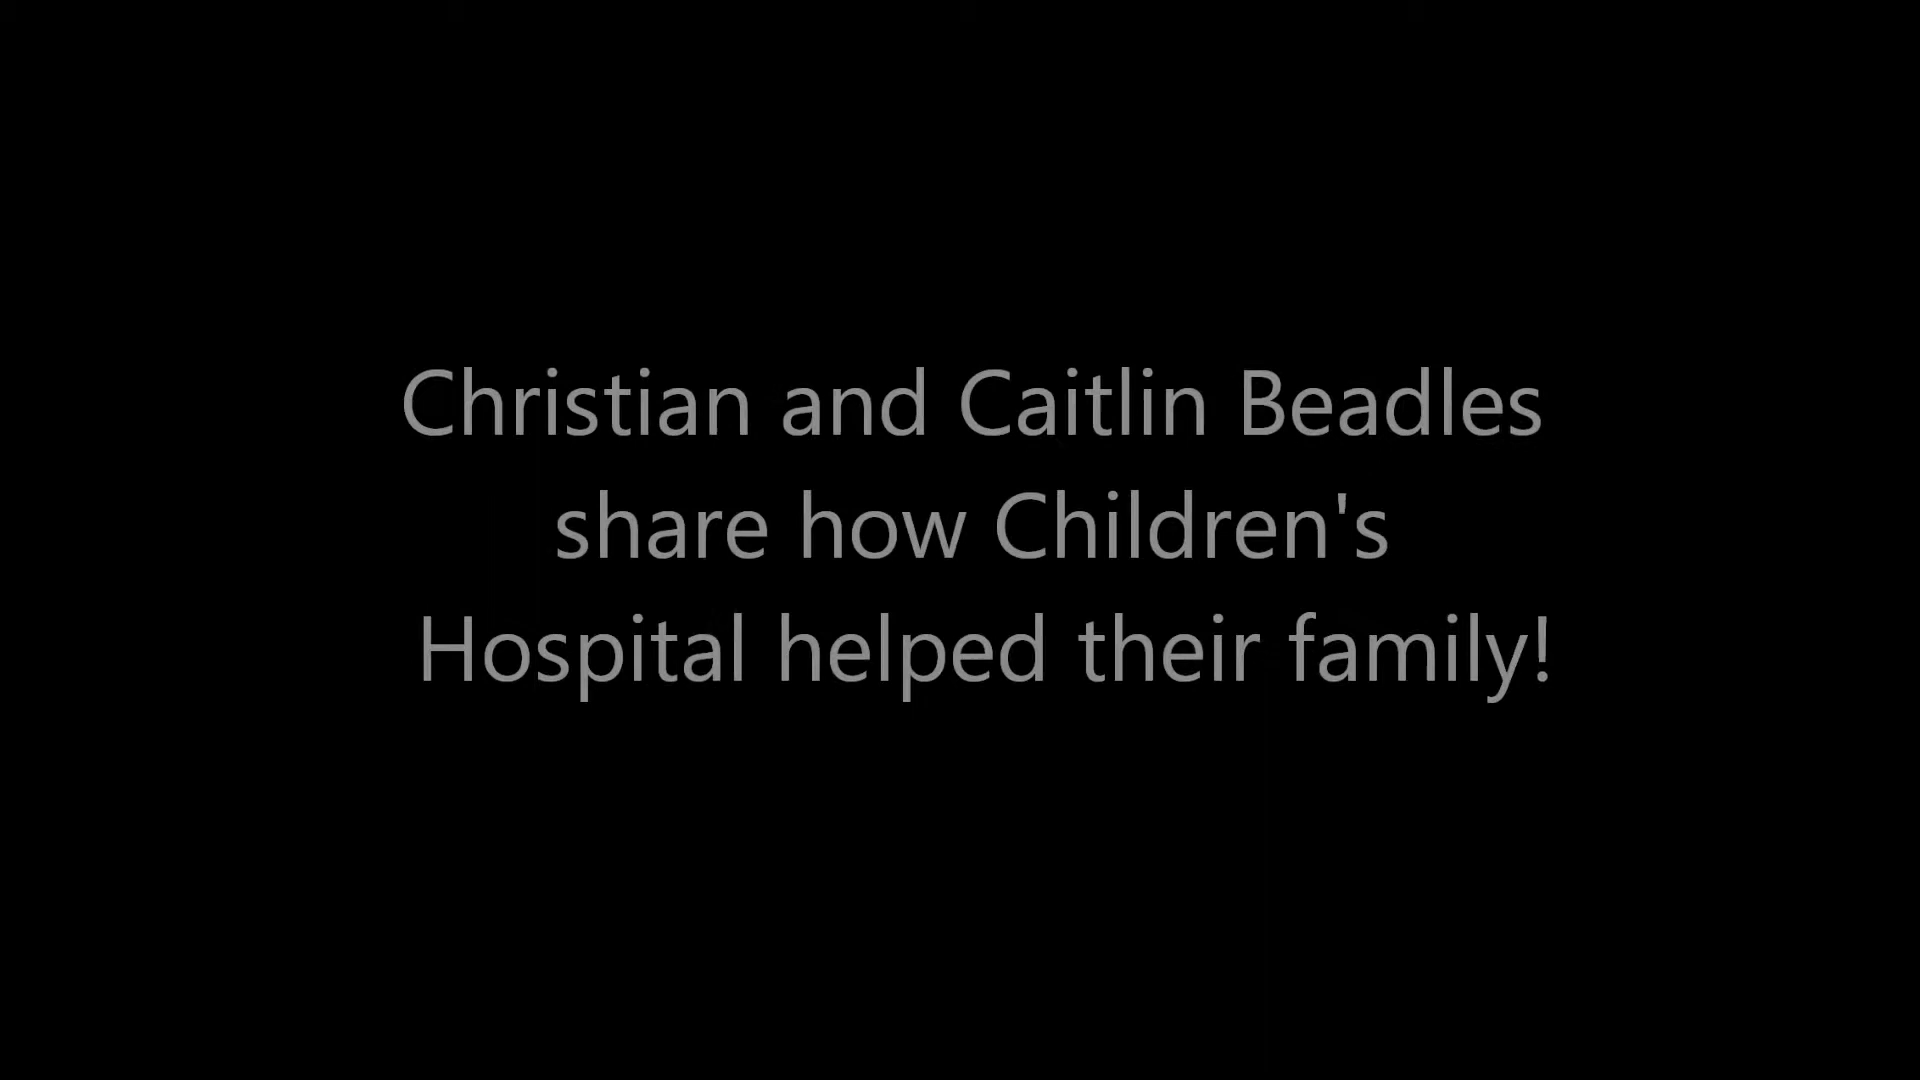 Christian and Caitlin Beadles
share how Children's
Hospital helped their family!